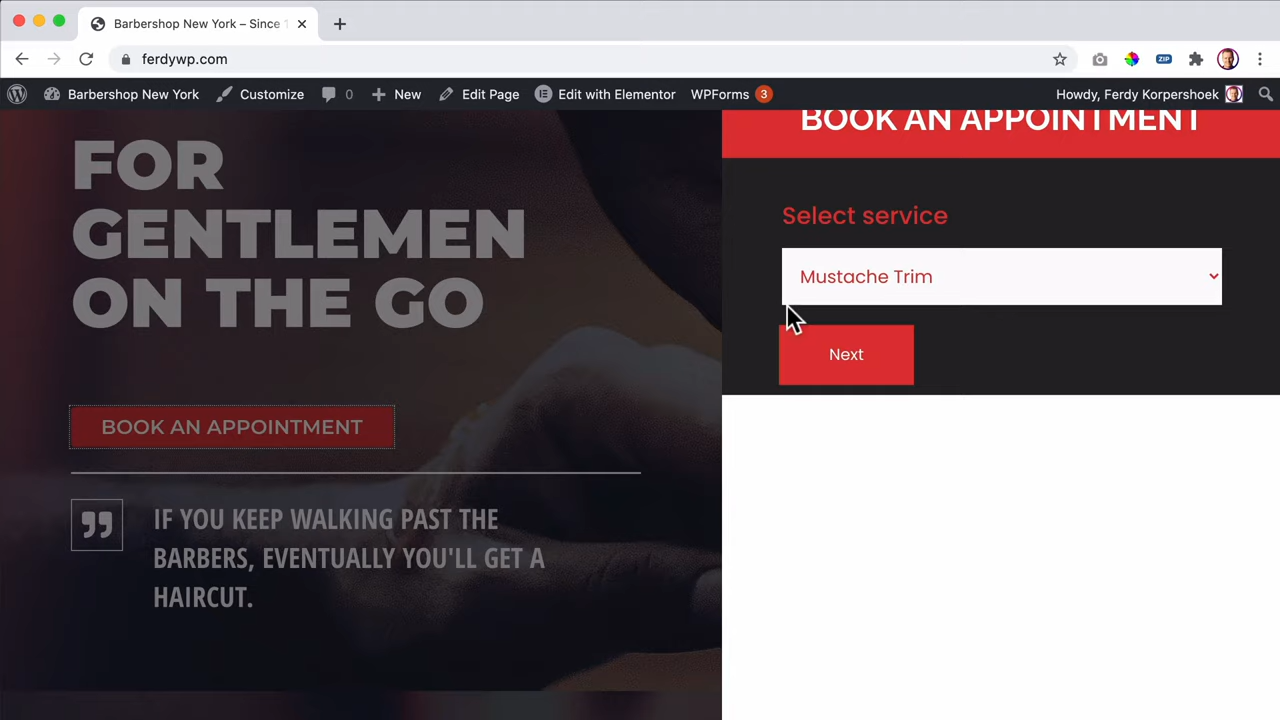 Barbershop New York – Since 1
ferdywp.com
ZIP
Barbershop New York
Customize
0
New
Edit Page
Edit with Elementor
WPForms 3
Howdy, Ferdy Korpershoek
FOR
GENTLEMEN
ON THE GO
BOOK AN APPOINTMENT
IF YOU KEEP WALKING PAST THE
BARBERS, EVENTUALLY YOU'LL GET A
HAIRCUT.
BOOK AN APPOINTMENT
Select service
Mustache Trim
Next